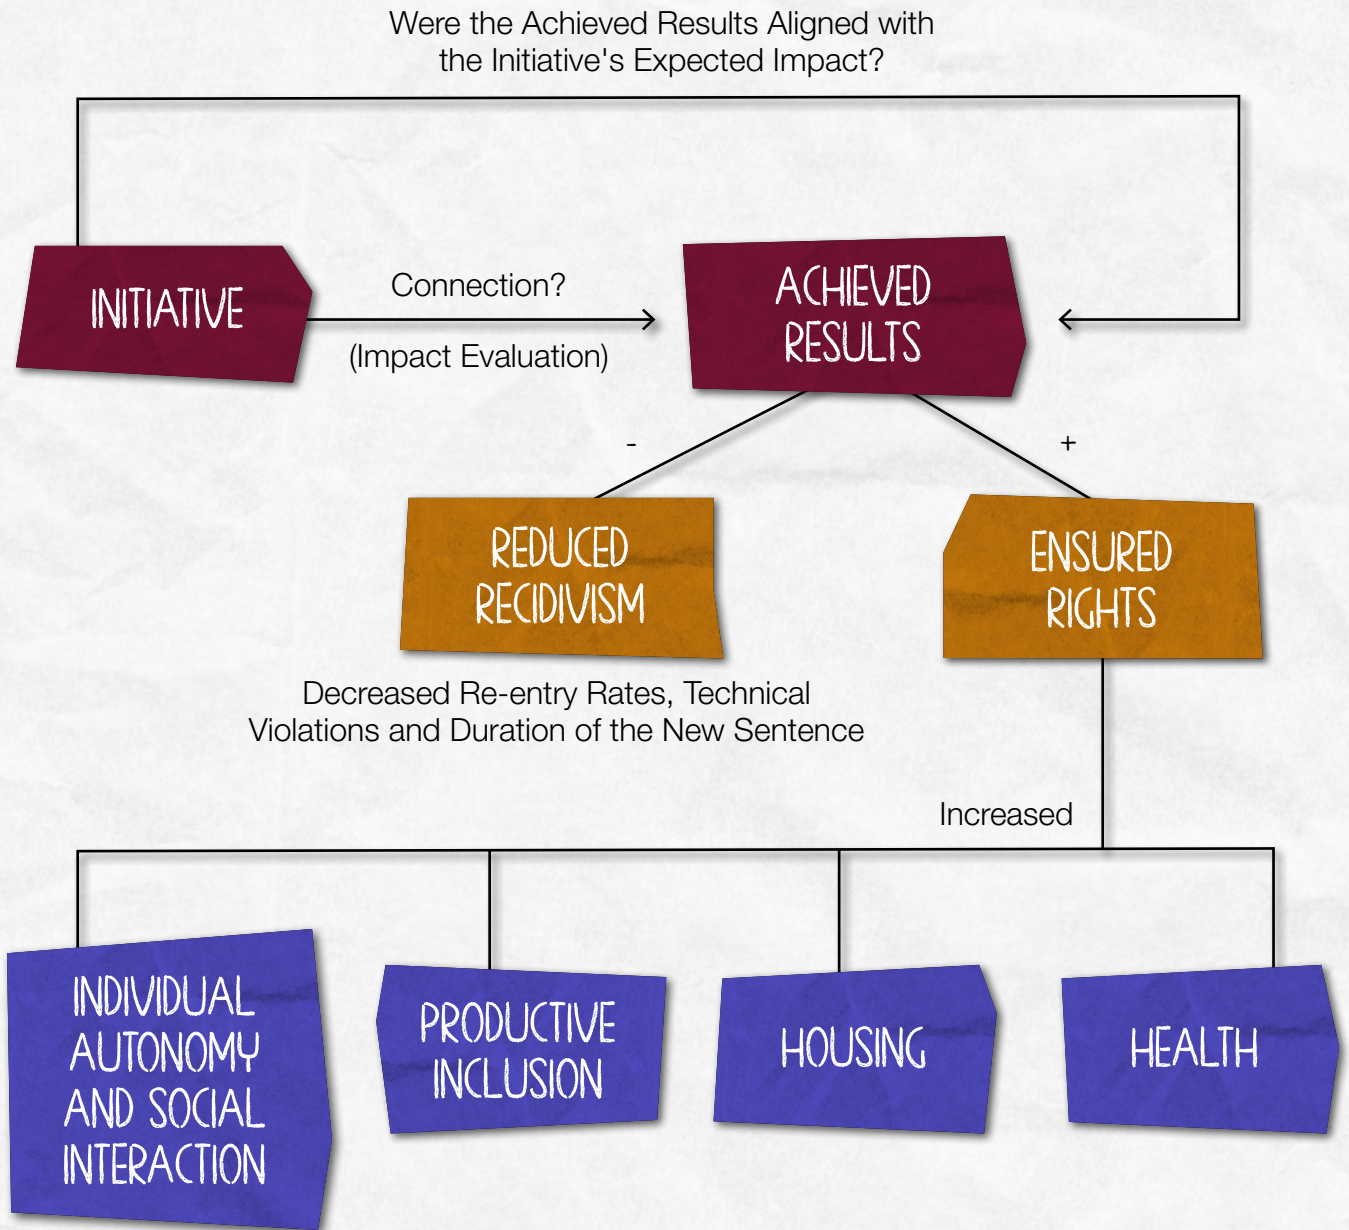 Were the Achieved Results Aligned with
the Initiative's Expected Impact?
INITIATIVE
Connection?
(Impact Evaluation)
ACHIEVED
RESULTS
-
+
REDUCED
RECIDIVISM
ENSURED
RIGHTS
Decreased Re-entry Rates, Technical
Violations and Duration of the New Sentence
Increased
INDIVIDUAL
AUTONOMY
AND SOCIAL
INTERACTION
PRODUCTIVE
INCLUSION
HOUSING
HEALTH